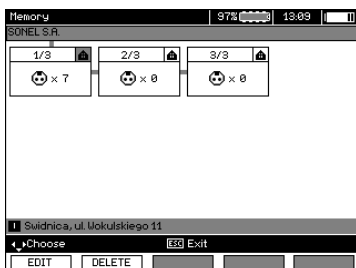 Memory 97% 13:09
SONEL S.A.
1/3 2/3 3/3
x 7 x 0 x 0
Swidnica, ul. Wokulskiego 11
Choose ESC Exit
EDIT DELETE